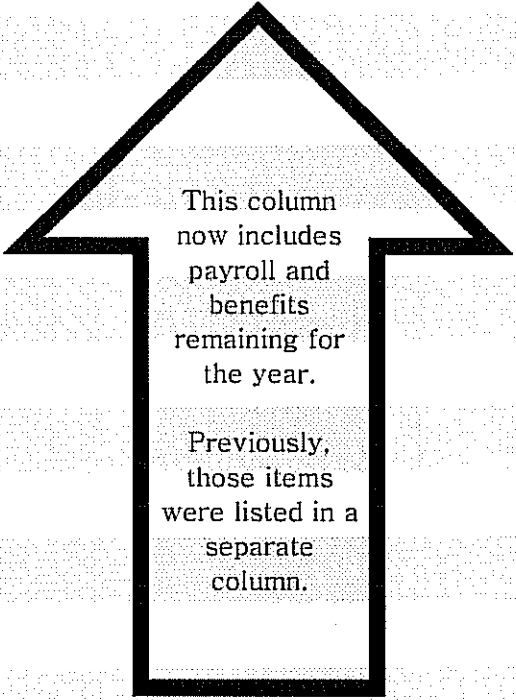 This column
now includes
payroll and
benefits
remaining for
the year.
Previously,
those items
were listed in a
separate
column.